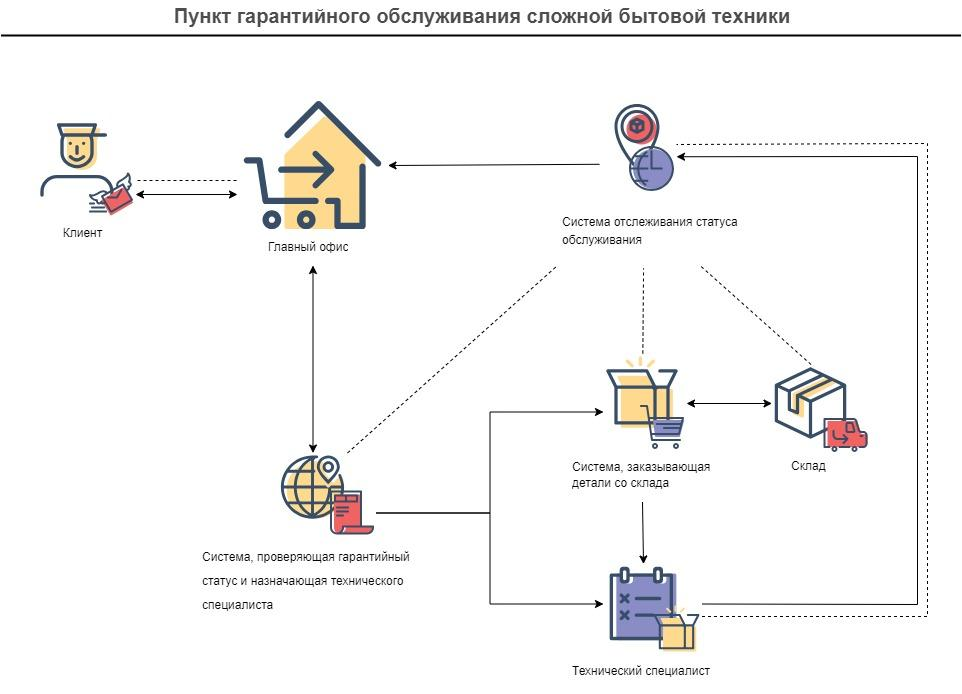 Пункт гарантийного обслуживания сложной бытовой техники
Клиент
Главный офис
Система отслеживания статуса
обслуживания
Система, заказывающая
детали со склада
Склад
Система, проверяющая гарантийный
статус и назначающая технического
специалиста
Технический специалист